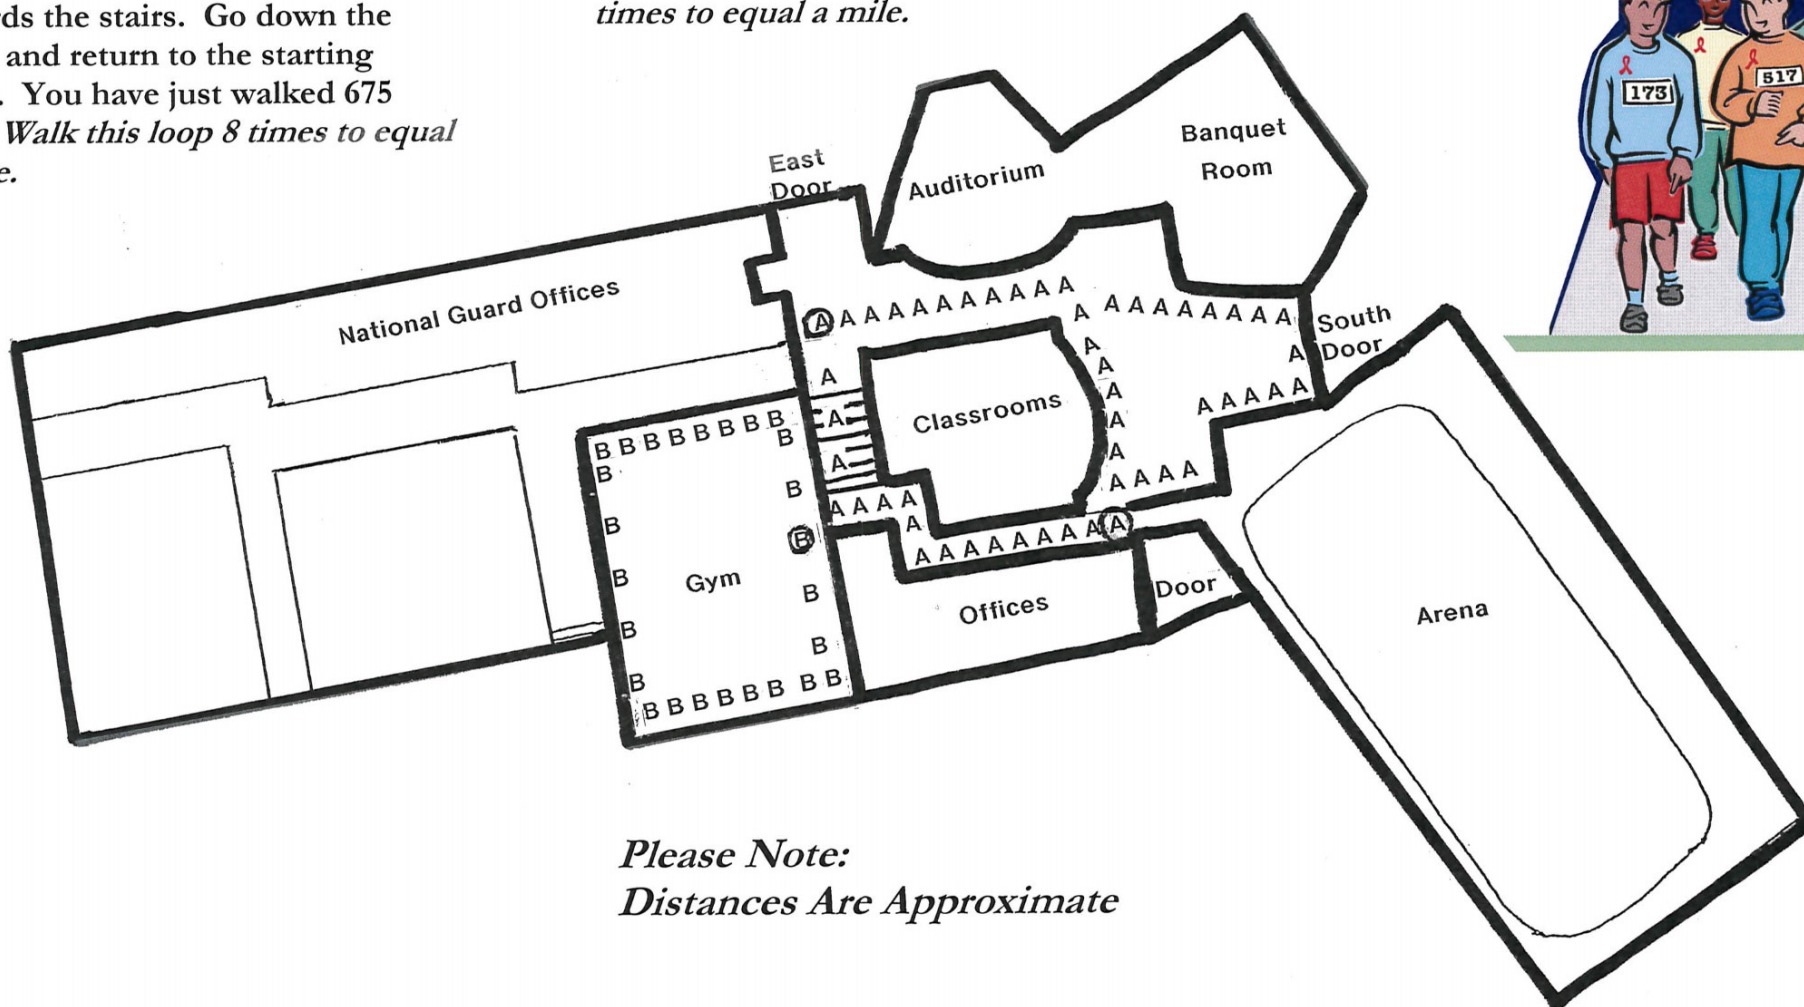 ds the stairs. Go down the
and return to the starting
. You have just walked 675
Walk this loop 8 times to equal
e.
times to equal a mile.
173
517
East
Door
Auditorium
Banquet
Room
National Guard Offices
A A A A A A A A A A A
A
A A A A A A A A
South
Door
A
A
A
A
A
A
A
A A A A A
A A A A
Classrooms
A
A
A
A A A A
A
A A A A A A A A A
B B B B B B B B
B
B
B
B
B
B
B
B
B
B
B
B B B B B B B B
Gym
Offices
Door
Arena
Please Note:
Distances Are Approximate